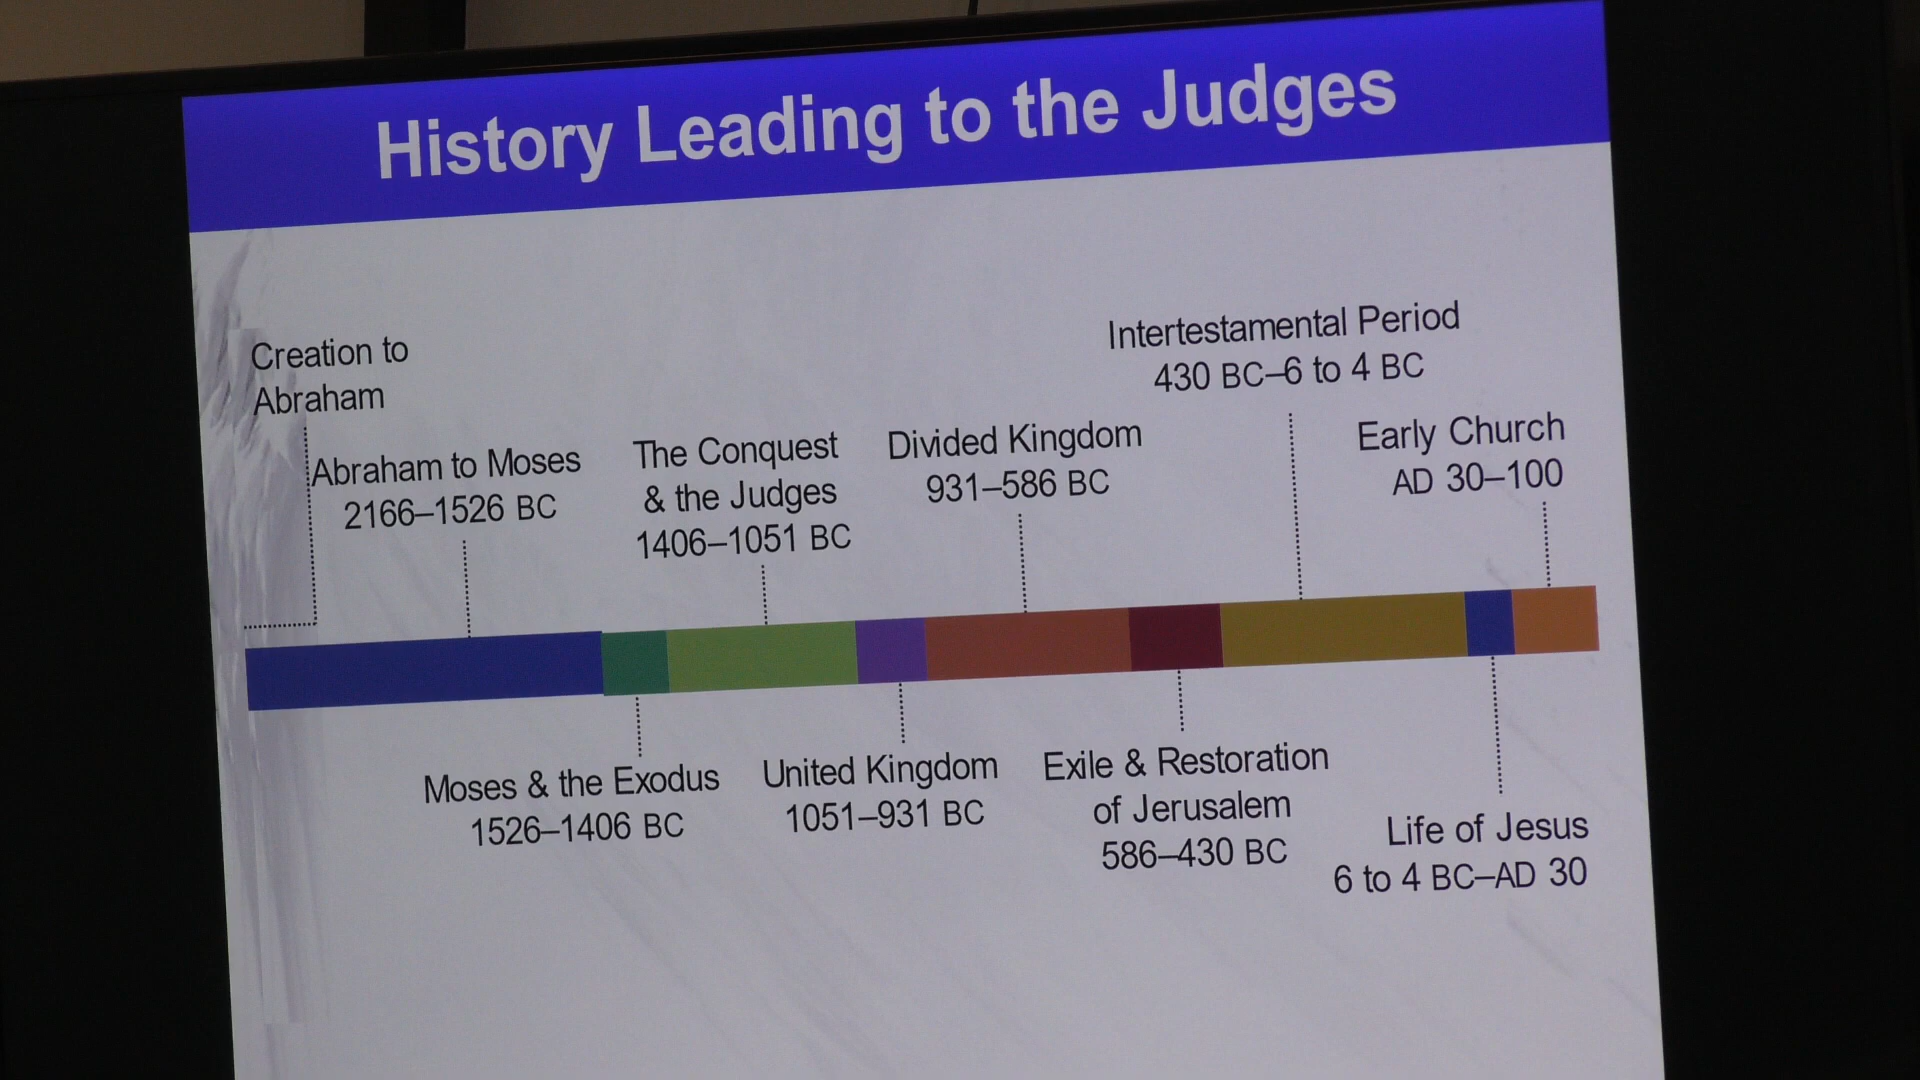 History Leading to the Judges
Creation to
Abraham
Abraham to Moses
2166–1526 BC
The Conquest
& the Judges
1406–1051 BC
Divided Kingdom
931–586 BC
Intertestamental Period
430 BC–6 to 4 BC
Early Church
AD 30–100
Moses & the Exodus
1526–1406 BC
United Kingdom
1051–931 BC
Exile & Restoration
of Jerusalem
586–430 BC
Life of Jesus
6 to 4 BC–AD 30